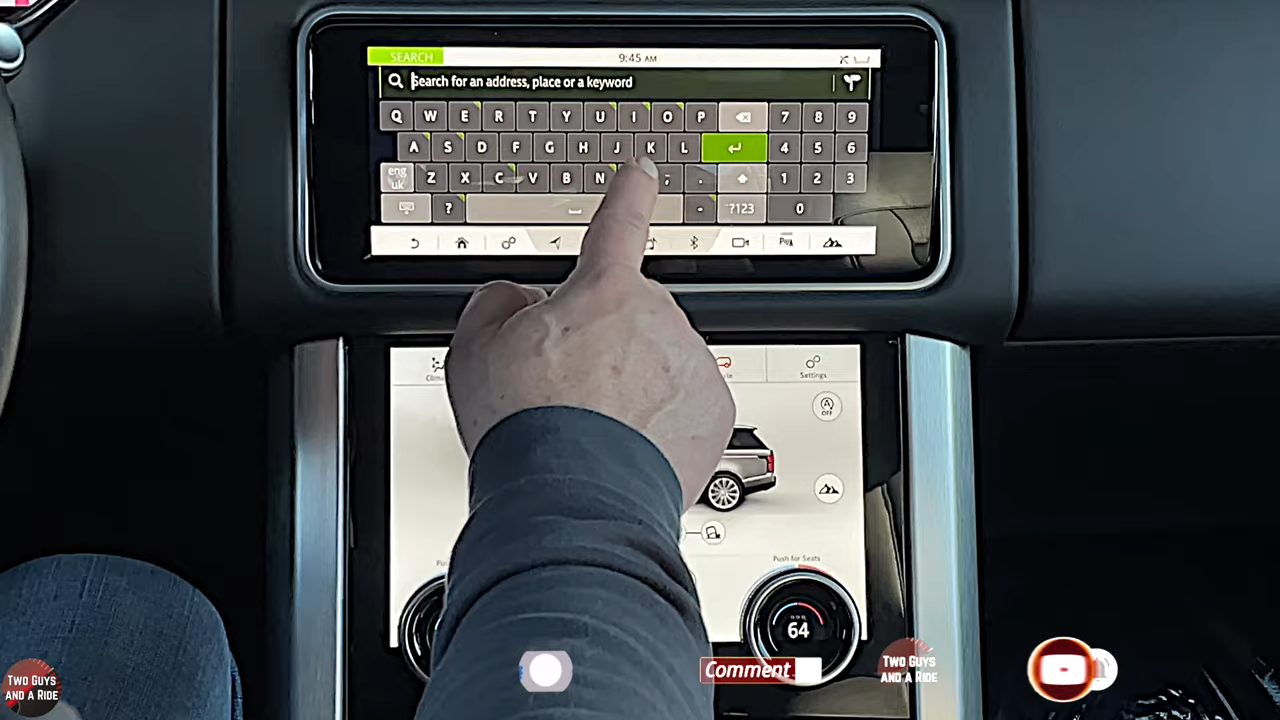 SEARCH 9:45 AM
Search for an address, place or a keyword
Q W E R T Y U I O P 7 8 9
A S D F G H J K L 4 5 6
eng uk Z X C V B N ; . 1 2 3
? - ?123 0
Settings
OFF
Push for Seats
64
Comment
TWO GUYS
AND A RIDE
TWO GUYS
AND A RIDE